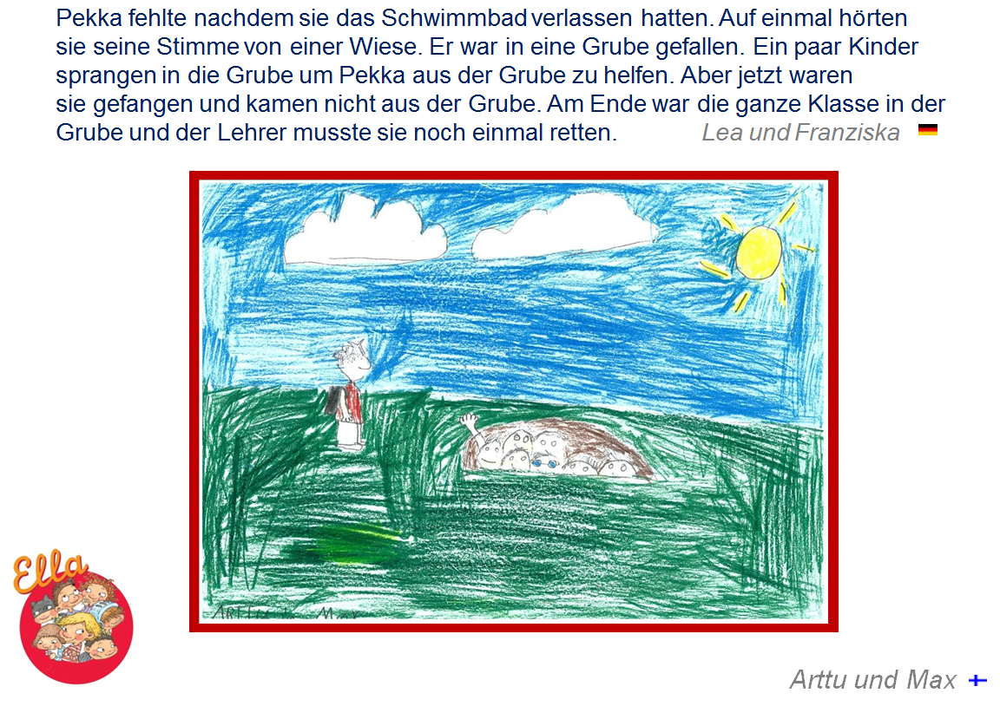 Pekka fehlte nachdem sie das Schwimmbad verlassen hatten. Auf einmal hörten
sie seine Stimme von einer Wiese. Er war in eine Grube gefallen. Ein paar Kinder
sprangen in die Grube um Pekka aus der Grube zu helfen. Aber jetzt waren
sie gefangen und kamen nicht aus der Grube. Am Ende war die ganze Klasse in der
Grube und der Lehrer musste sie noch einmal retten. Lea und Franziska
Ella
Max
Arttu und Max